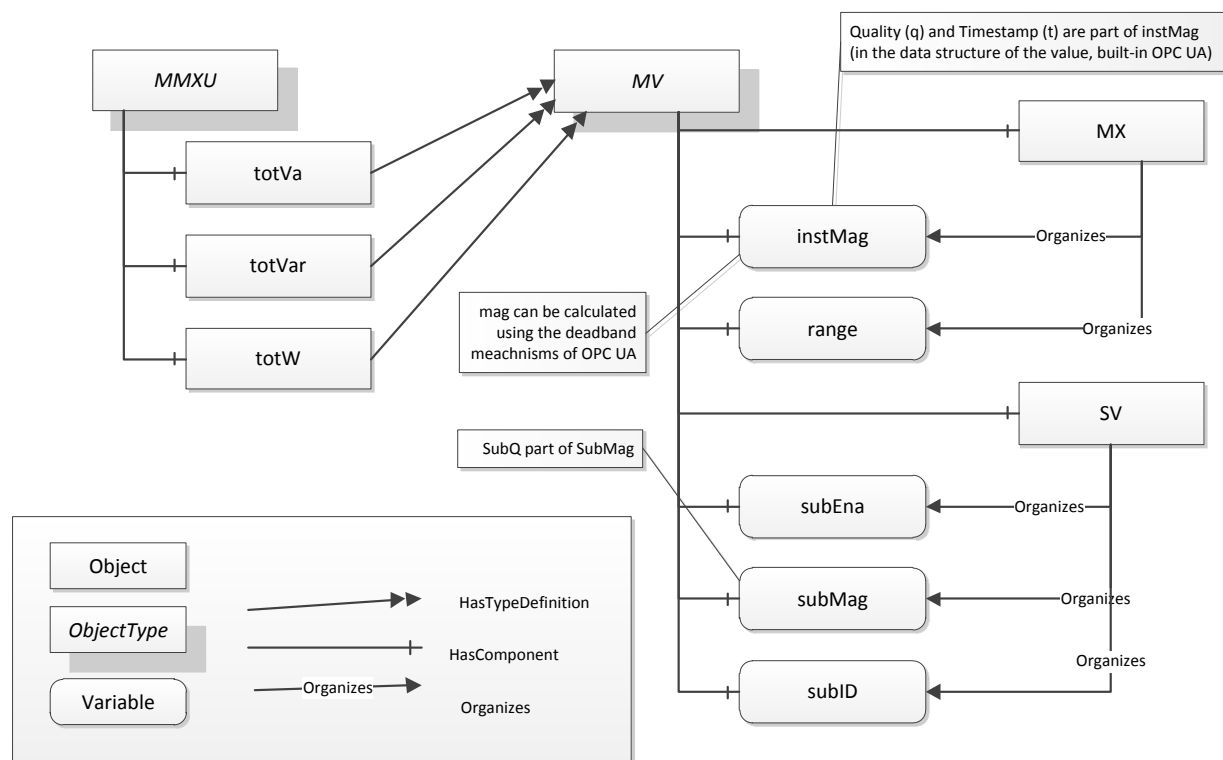 Quality (q) and Timestamp (t) are part of instMag
(in the data structure of the value, built-in OPC UA)
MMXU
MV
MX
totVa
instMag
Organizes
totVar
mag can be calculated
using the deadband
meachnisms of OPC UA
range
Organizes
totW
SV
SubQ part of SubMag
subEna
Organizes
Object
HasTypeDefinition
subMag
Organizes
ObjectType
HasComponent
Organizes
Organizes
subID
Variable
Organizes